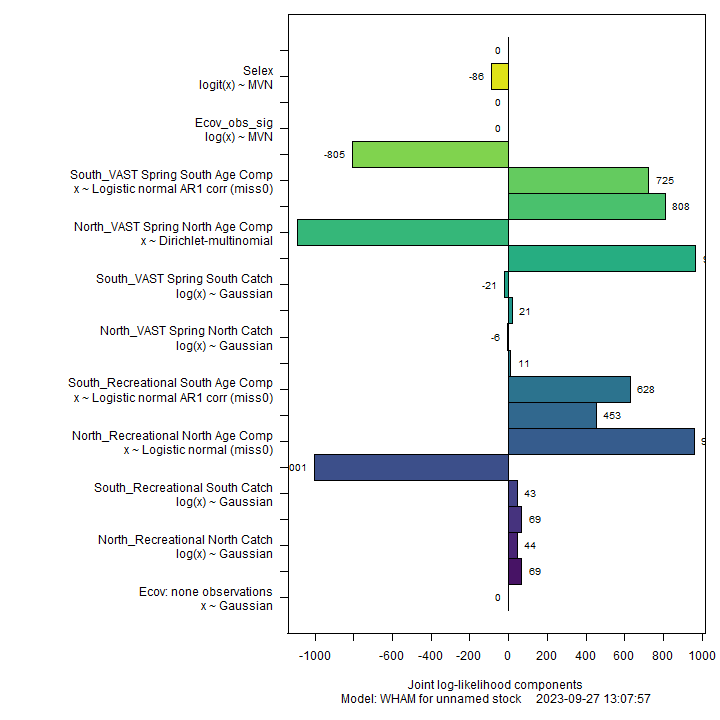 0
Selex
logit(x) ~ MVN
-86
0
Ecov_obs_sig
log(x) ~ MVN
0
-805
South_VAST Spring South Age Comp
x ~ Logistic normal AR1 corr (miss0)
725
808
North_VAST Spring North Age Comp
x ~ Dirichlet-multinomial
South_VAST Spring South Catch
log(x) ~ Gaussian
-21
21
North_VAST Spring North Catch
log(x) ~ Gaussian
-6
11
South_Recreational South Age Comp
x ~ Logistic normal AR1 corr (miss0)
628
453
North_Recreational North Age Comp
x ~ Logistic normal (miss0)
001
South_Recreational South Catch
log(x) ~ Gaussian
43
69
North_Recreational North Catch
log(x) ~ Gaussian
44
69
Ecov: none observations
x ~ Gaussian
0
-1000 -600 -400 -200 0 200 400 600 800 1000
Joint log-likelihood components
Model: WHAM for unnamed stock 2023-09-27 13:07:57